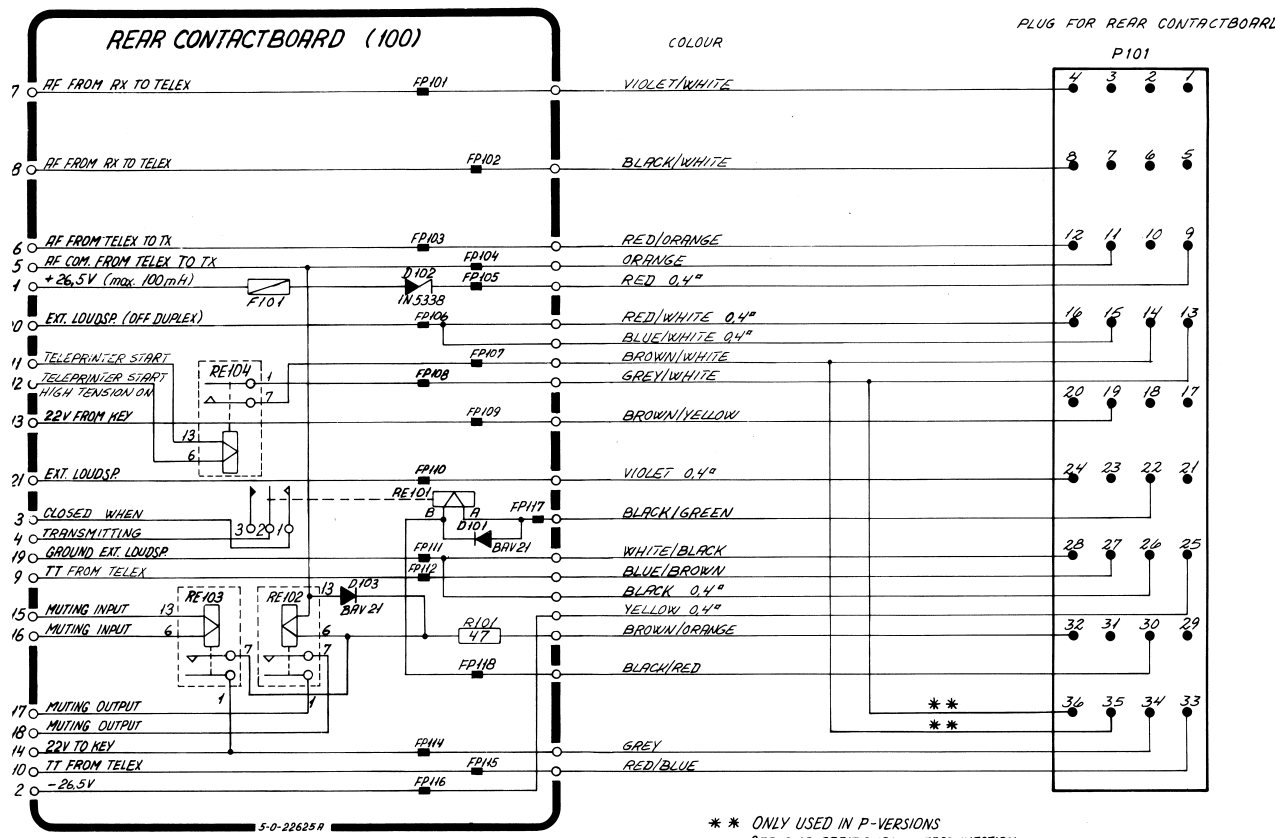 PLUG FOR REAR CONTACTBOARD
REAR CONTACTBOARD (100)
COLOUR
P101
7 AF FROM RX TO TELEX FP101 VIOLET/WHITE 4 3 2 1
8 AF FROM RX TO TELEX FP102 BLACK/WHITE 8 7 6 5
6 AF FROM TELEX TO TX FP103 RED/ORANGE 12 11 10 9
5 AF COM. FROM TELEX TO TX FP104 ORANGE
1 +26,5V (max. 100mA) F101 D102 1N5338 FP105 RED 0,4"
20 EXT. LOUDSP. (OFF DUPLEX) FP106 RED/WHITE 0,4" 16 15 14 13
BLUE/WHITE 0,4"
11 TELEPRINTER START FP107 BROWN/WHITE
RE104 1
12 TELEPRINTER START FP108 GREY/WHITE
HIGH TENSION ON 7 20 19 18 17
13 22V FROM KEY FP109 BROWN/YELLOW
13
6
21 EXT. LOUDSP. FP110 VIOLET 0,4" 24 23 22 21
RE101
B A FP117 BLACK/GREEN
3 CLOSED WHEN 3 2 1 D101
4 TRANSMITTING BAV21
19 GROUND EXT. LOUDSP. FP111 WHITE/BLACK 28 27 26 25
9 TT FROM TELEX FP112 BLUE/BROWN
RE103 RE102 13 D103 BLACK 0,4"
15 MUTING INPUT 13 BAV21 YELLOW 0,4"
16 MUTING INPUT 6 6 R101 47 BROWN/ORANGE 32 31 30 29
7 7
FP118 BLACK/RED
1 1
17 MUTING OUTPUT ** 36 35 34 33
18 MUTING OUTPUT **
14 22V TO KEY FP114 GREY
10 TT FROM TELEX FP115 RED/BLUE
2 -26,5V FP116
5-0-22625A
** ONLY USED IN P-VERSIONS